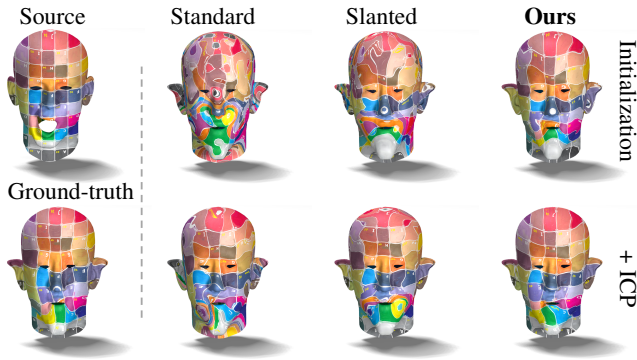 Source
Standard
Slanted
Ours
Initialization
Ground-truth
+ ICP